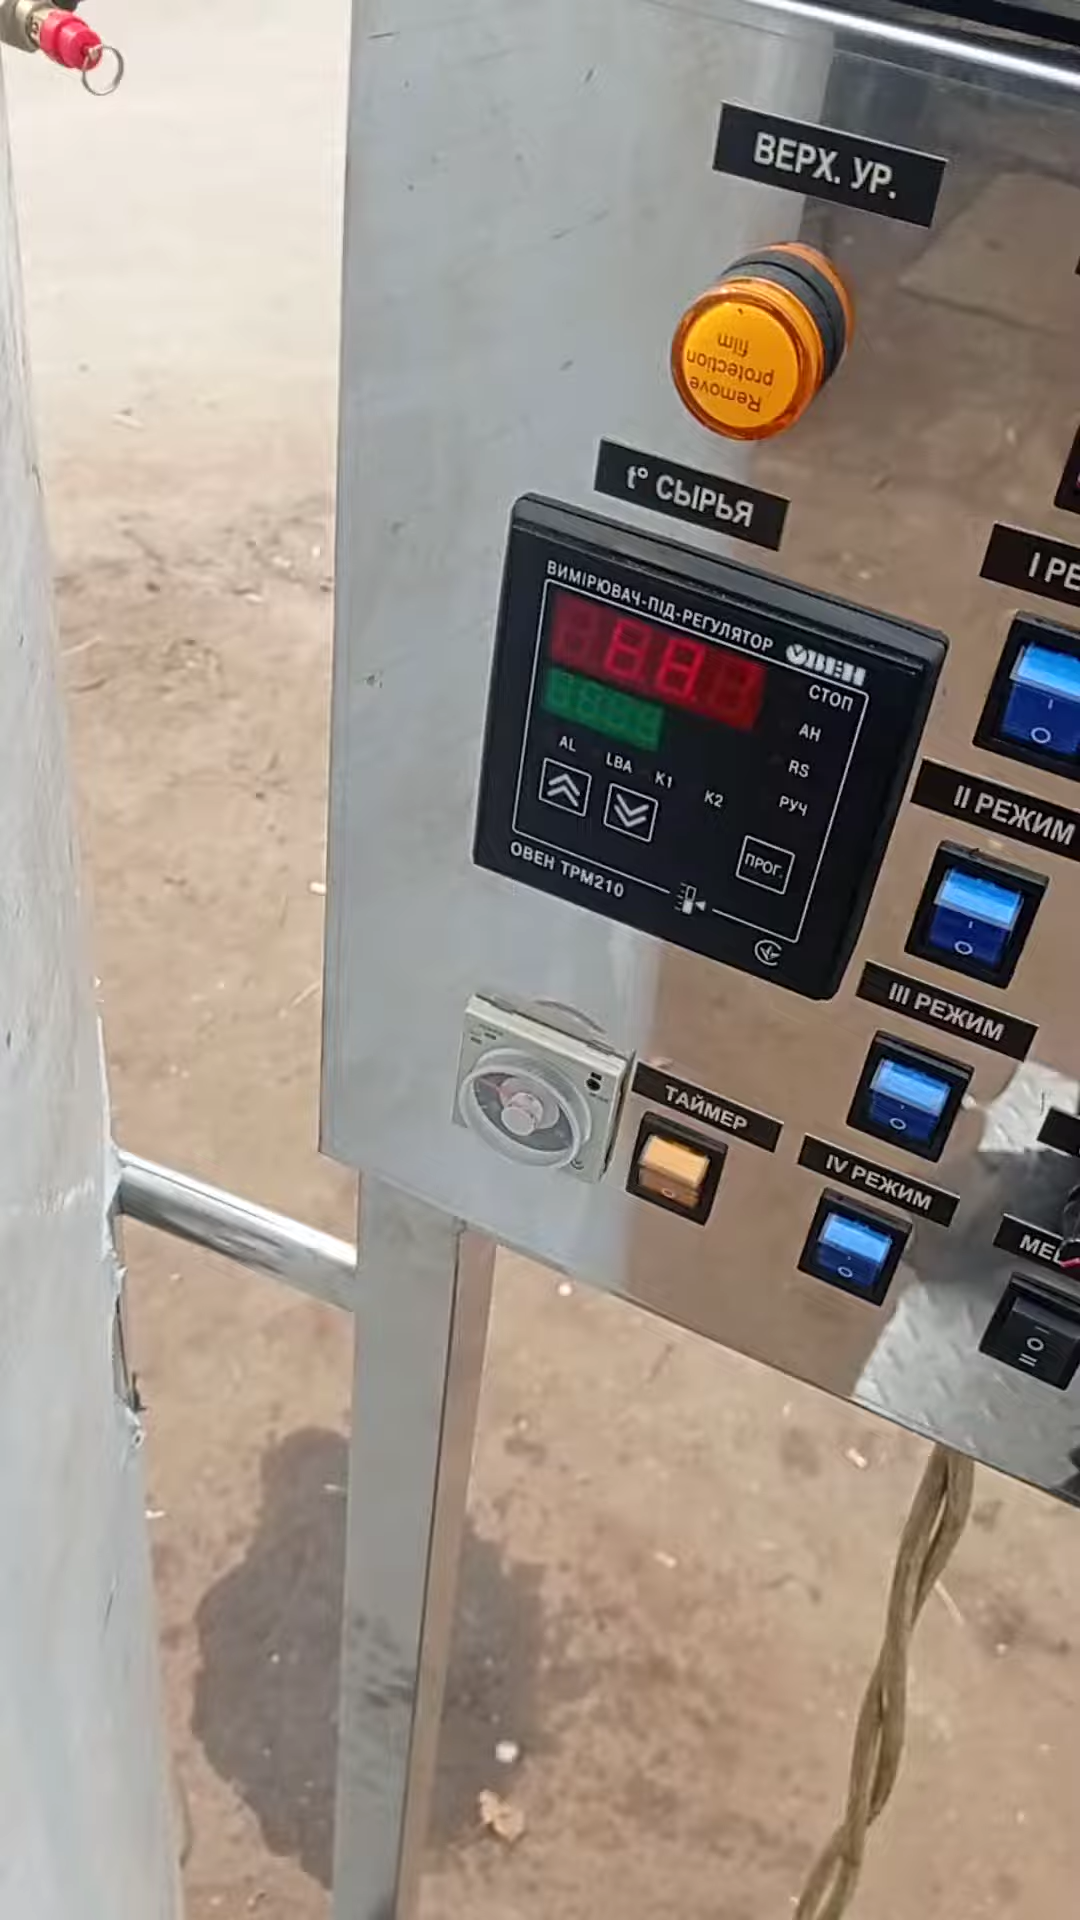 ВЕРХ. УР.
Remove
protection
film
t° СЫРЬЯ
ВИМІРЮВАЧ-ПІД-РЕГУЛЯТОР ОВЕН
СТОП
AH
RS
РУЧ
AL LBA K1 K2
ПРОГ.
ОВЕН ТРМ210
I РЕ
II РЕЖИМ
III РЕЖИМ
ТАЙМЕР
IV РЕЖИМ